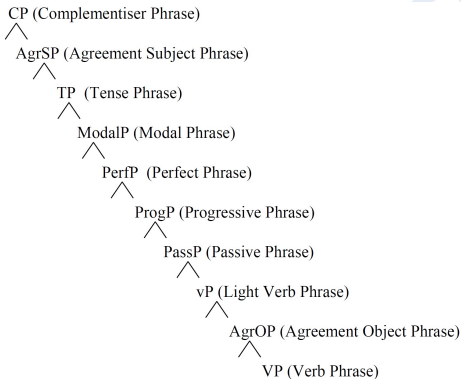 CP (Complementiser Phrase)
AgrSP (Agreement Subject Phrase)
TP (Tense Phrase)
ModalP (Modal Phrase)
PerfP (Perfect Phrase)
ProgP (Progressive Phrase)
PassP (Passive Phrase)
vP (Light Verb Phrase)
AgrOP (Agreement Object Phrase)
VP (Verb Phrase)